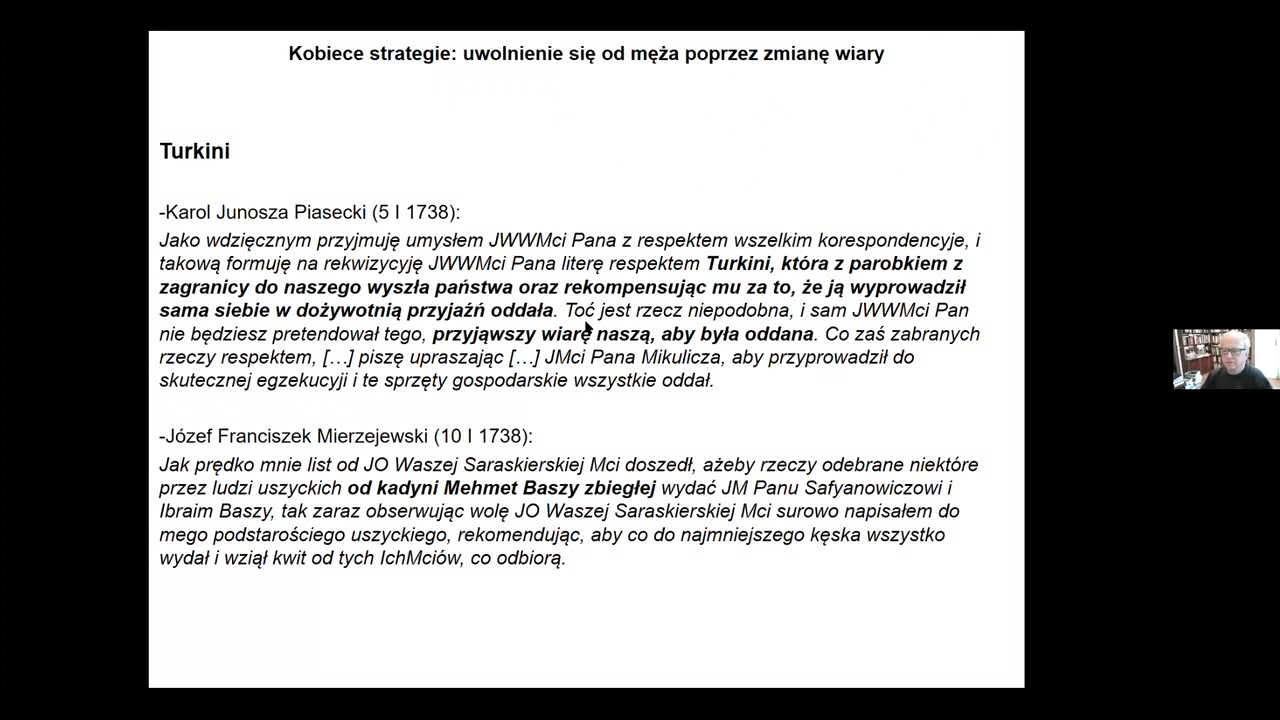 Kobiece strategie: uwolnienie się od męża poprzez zmianę wiary
Turkini
-Karol Junosza Piasecki (5 I 1738):
Jako wdzięcznym przyjmuję umysłem JWWMci Pana z respektem wszelkim korespondencyje, i
takową formuję na rekwizycyję JWWMci Pana literę respektem Turkini, która z parobkiem z
zagranicy do naszego wyszła państwa oraz rekompensując mu za to, że ją wyprowadził
sama siebie w dożywotnią przyjaźń oddała. Toć jest rzecz niepodobna, i sam JWWMci Pan
nie będziesz pretendował tego, przyjąwszy wiarę naszą, aby była oddana. Co zaś zabranych
rzeczy respektem, […] piszę upraszając […] JMci Pana Mikulicza, aby przyprowadził do
skutecznej egzekucyji i te sprzęty gospodarskie wszystkie oddał.
-Józef Franciszek Mierzejewski (10 I 1738):
Jak prędko mnie list od JO Waszej Saraskierskiej Mci doszedł, ażeby rzeczy odebrane niektóre
przez ludzi uszyckich od kadyni Mehmet Baszy zbiegłej wydać JM Panu Safyanowiczowi i
Ibraim Baszy, tak zaraz obserwując wolę JO Waszej Saraskierskiej Mci surowo napisałem do
mego podstarościego uszyckiego, rekomendując, aby co do najmniejszego kęska wszystko
wydał i wziął kwit od tych IchMciów, co odbiorą.